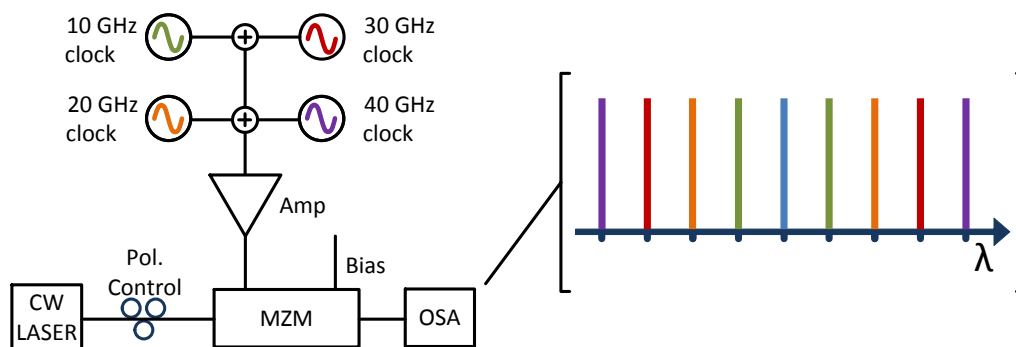 10 GHz
clock
30 GHz
clock
20 GHz
clock
40 GHz
clock
Amp
Pol.
Control
Bias
CW
LASER
MZM
OSA
λ